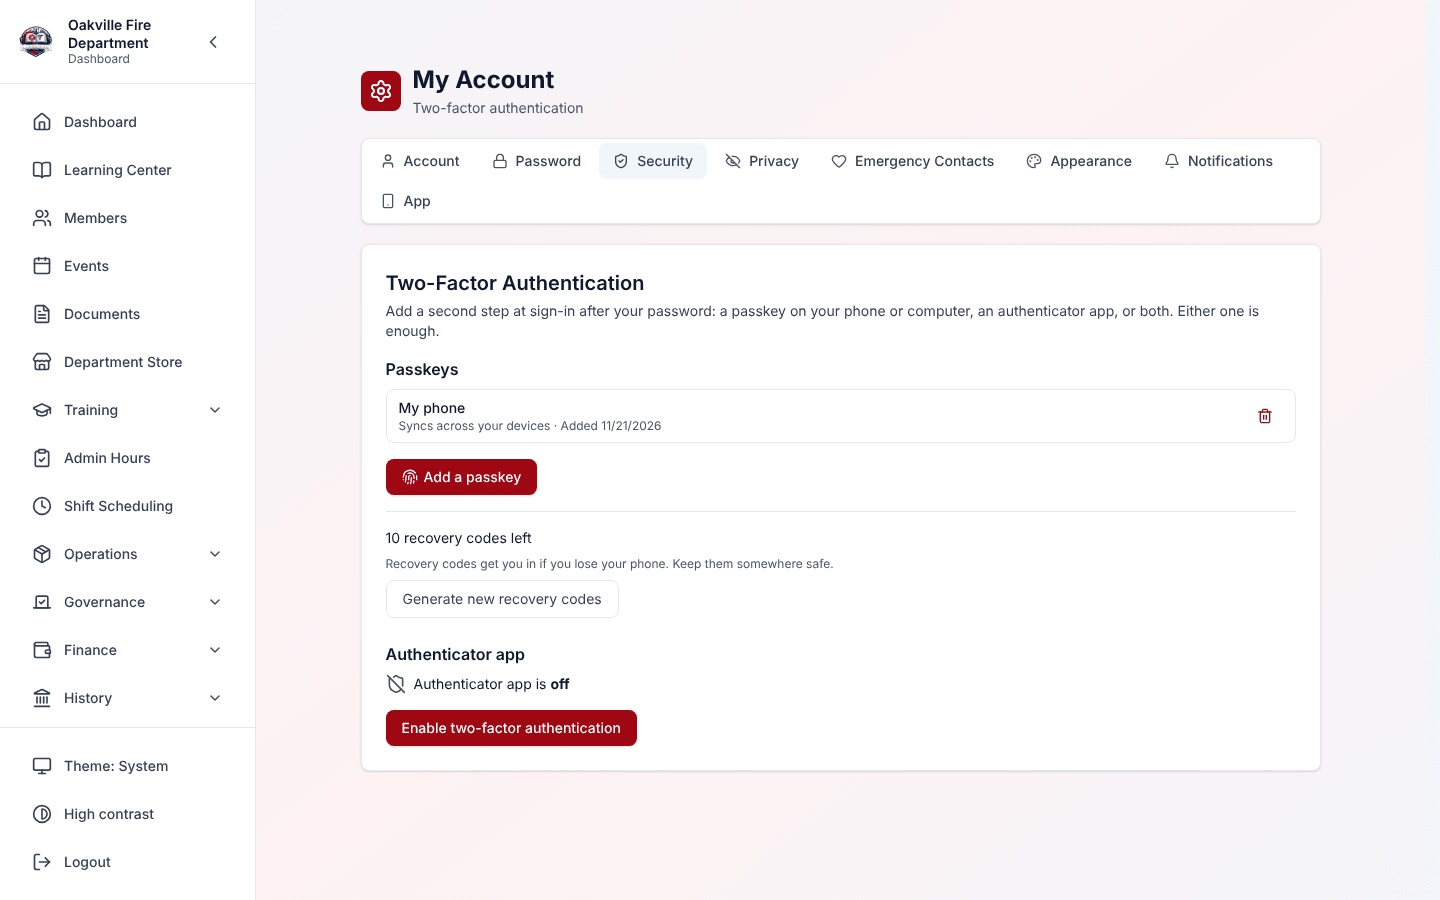 Oakville Fire
Department
Dashboard
Dashboard
Learning Center
Members
Events
Documents
Department Store
Training
Admin Hours
Shift Scheduling
Operations
Governance
Finance
History
Theme: System
High contrast
Logout
My Account
Two-factor authentication
Account
Password
Security
Privacy
Emergency Contacts
Appearance
Notifications
App
Two-Factor Authentication
Add a second step at sign-in after your password: a passkey on your phone or computer, an authenticator app, or both. Either one is
enough.
Passkeys
My phone
Syncs across your devices · Added 11/21/2026
Add a passkey
10 recovery codes left
Recovery codes get you in if you lose your phone. Keep them somewhere safe.
Generate new recovery codes
Authenticator app
Authenticator app is off
Enable two-factor authentication